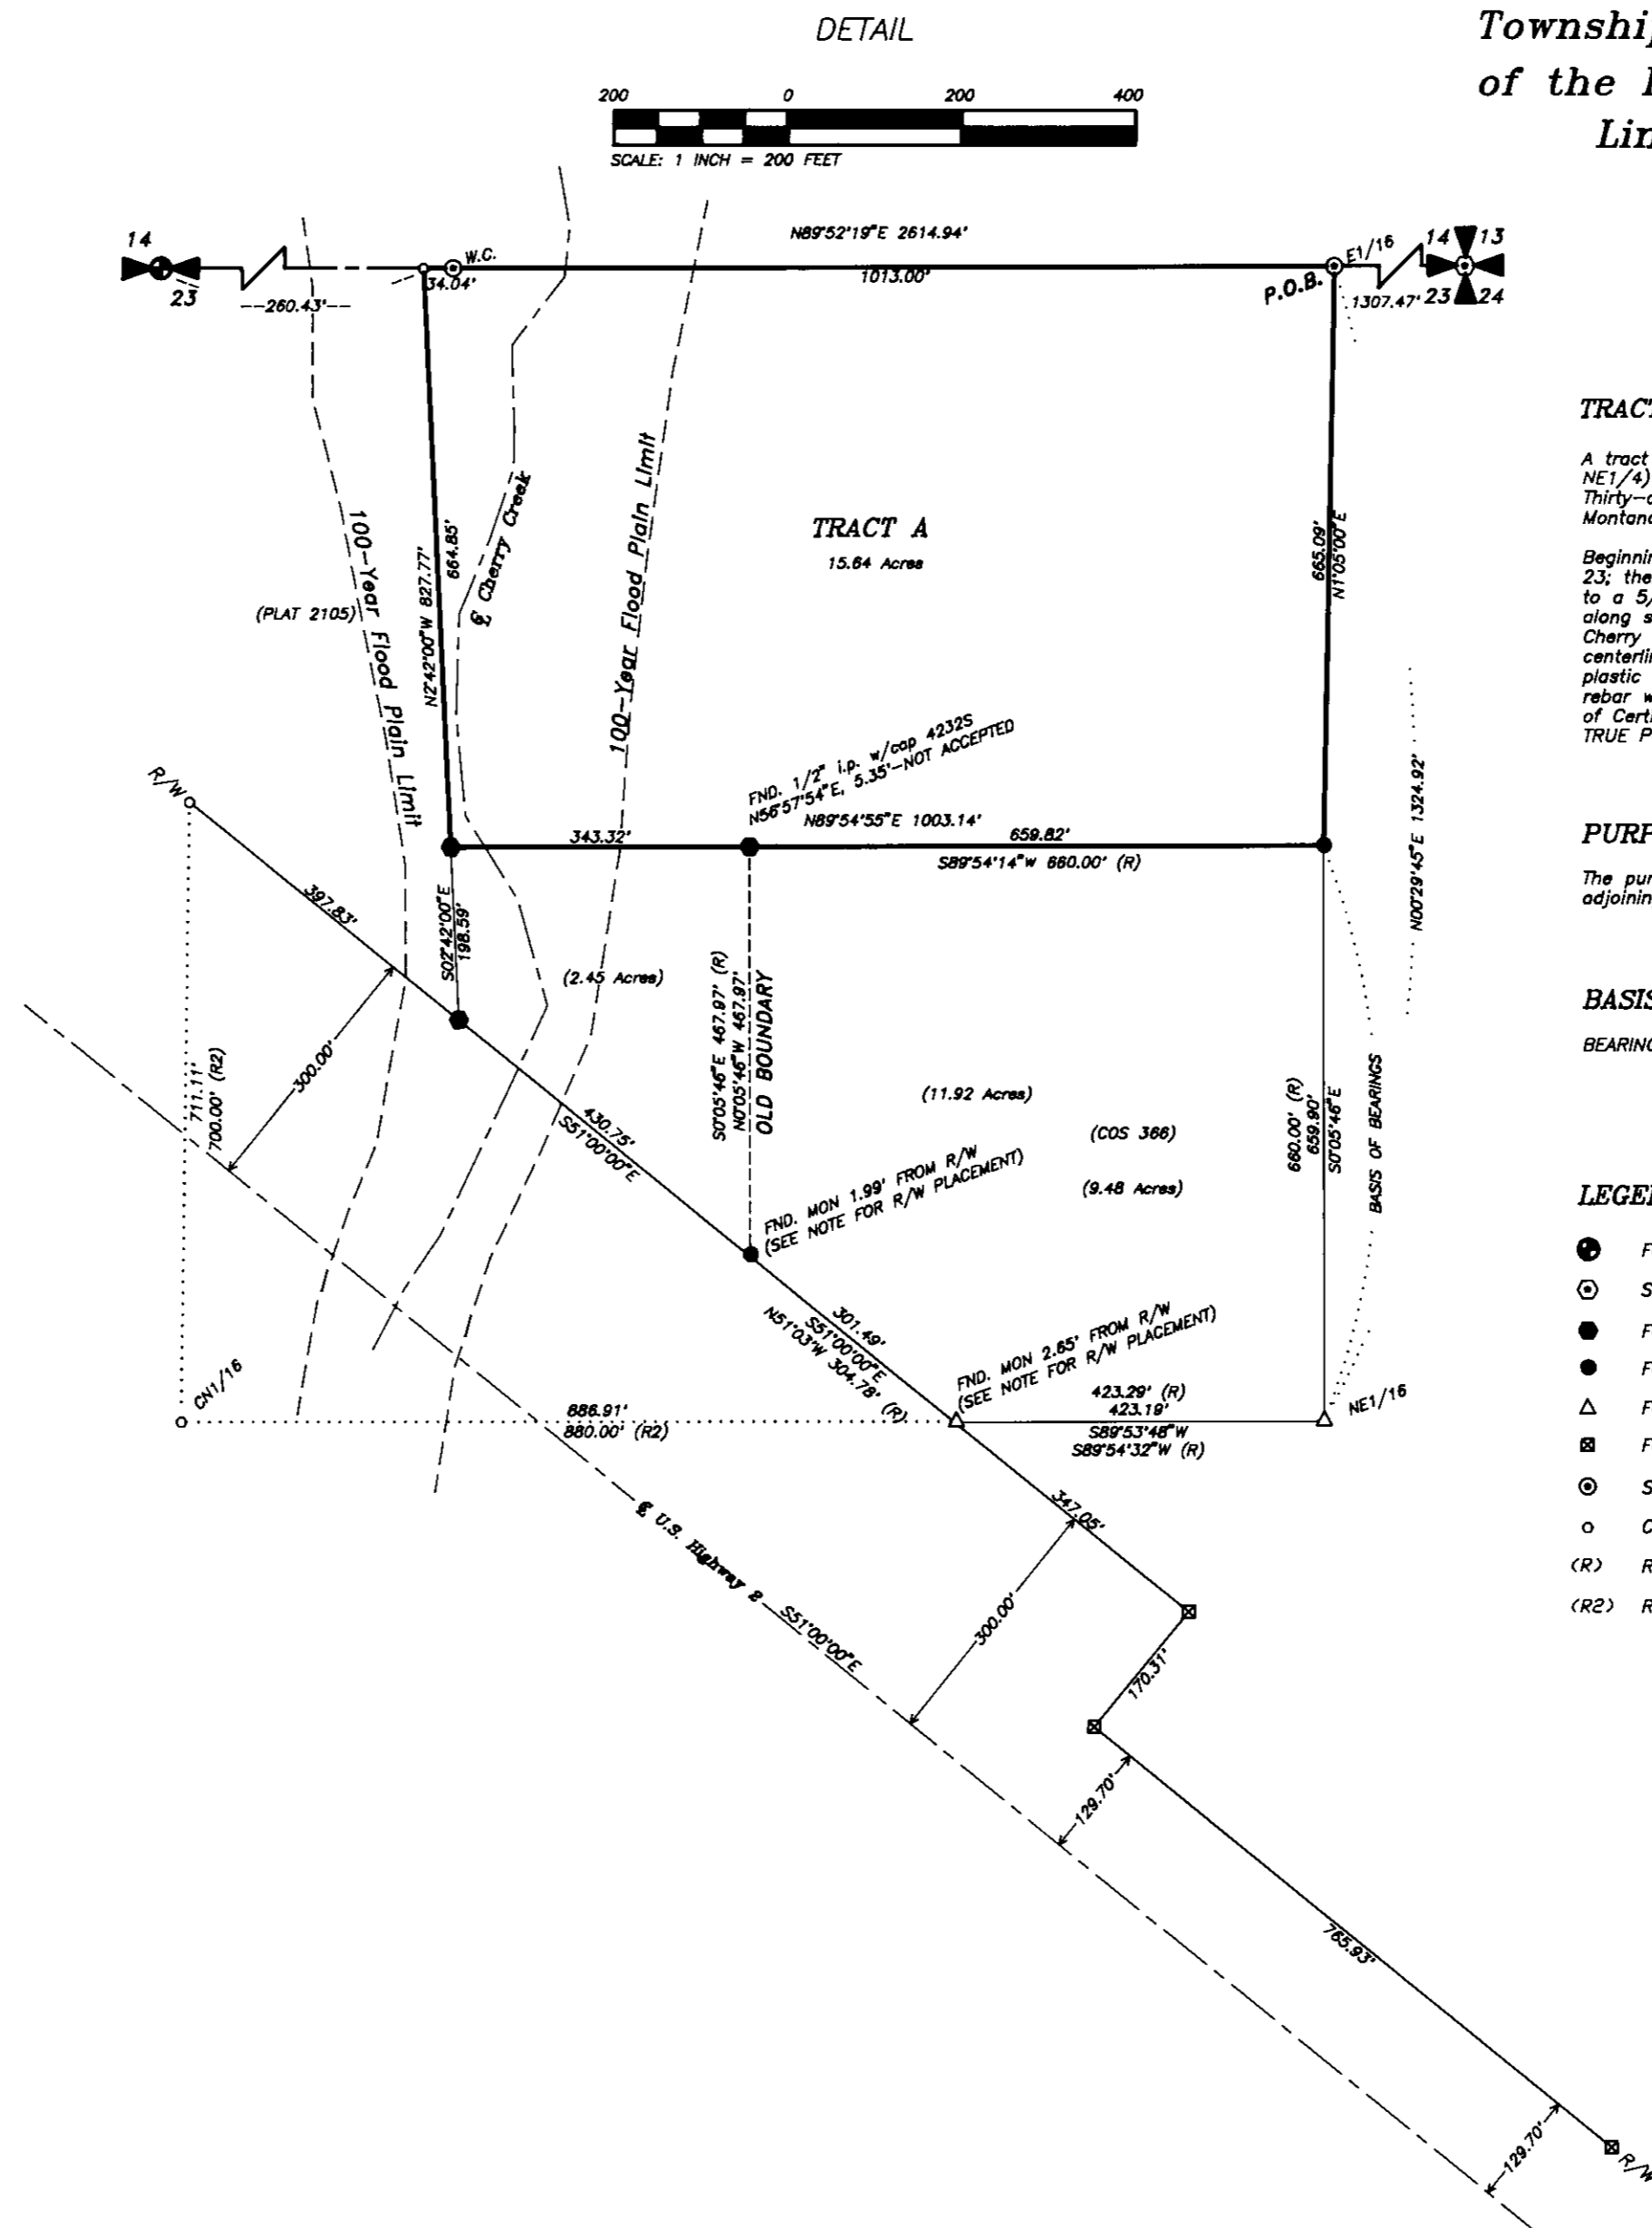 DETAIL
Township
of the
Lin
200 0 200 400
SCALE: 1 INCH = 200 FEET
N89°52'19"E 2614.94'
14
23
--260.43'--
34.04'
W.C.
1013.00'
P.O.B.
E1/16
1307.47'
14 13
23 24
TRACT
A tract
NE1/4)
Thirty-
Montana
Beginnin
23; the
to a 5/
along s
Cherry
centerlin
plastic
rebar w
of Cert
TRUE P
TRACT A
15.64 Acres
100-Year Flood Plain Limit
℄ Cherry Creek
100-Year Flood Plain Limit
(PLAT 2105)
N2°42'00"W 827.77'
664.85'
665.09'
N1°05'00"E
FND. 1/2" i.p. w/cap 4232S
N56°57'54"E, 5.35'-NOT ACCEPTED
N89°54'55"E 1003.14'
343.32'
659.82'
S89°54'14"W 660.00' (R)
N00°29'45"E 1324.92'
PURP
The pur
adjoinin
R/W
397.83'
S02°42'00"E
198.59'
(2.45 Acres)
S0°05'46"E 467.97' (R)
N0°05'46"W 467.97'
OLD BOUNDARY
BASIS
BEARING
300.00'
711.11'
700.00' (R2)
430.75'
S51°00'00"E
(11.92 Acres)
(COS 366)
(9.48 Acres)
660.00' (R)
659.90'
S0°05'46"E
BASIS OF BEARINGS
FND. MON 1.99' FROM R/W
(SEE NOTE FOR R/W PLACEMENT)
301.49'
S51°00'00"E
N51°03'W 304.78' (R)
FND. MON 2.65' FROM R/W
(SEE NOTE FOR R/W PLACEMENT)
LEGEN
F
S
F
F
F
F
S
C
(R) R
(R2) R
CN1/16
886.91'
880.00' (R2)
423.29' (R)
423.19'
S89°53'48"W
S89°54'32"W (R)
NE1/16
347.05'
℄ U.S. Highway 2 S51°00'00"E
300.00'
170.31'
129.70'
765.93'
129.70'
R/W